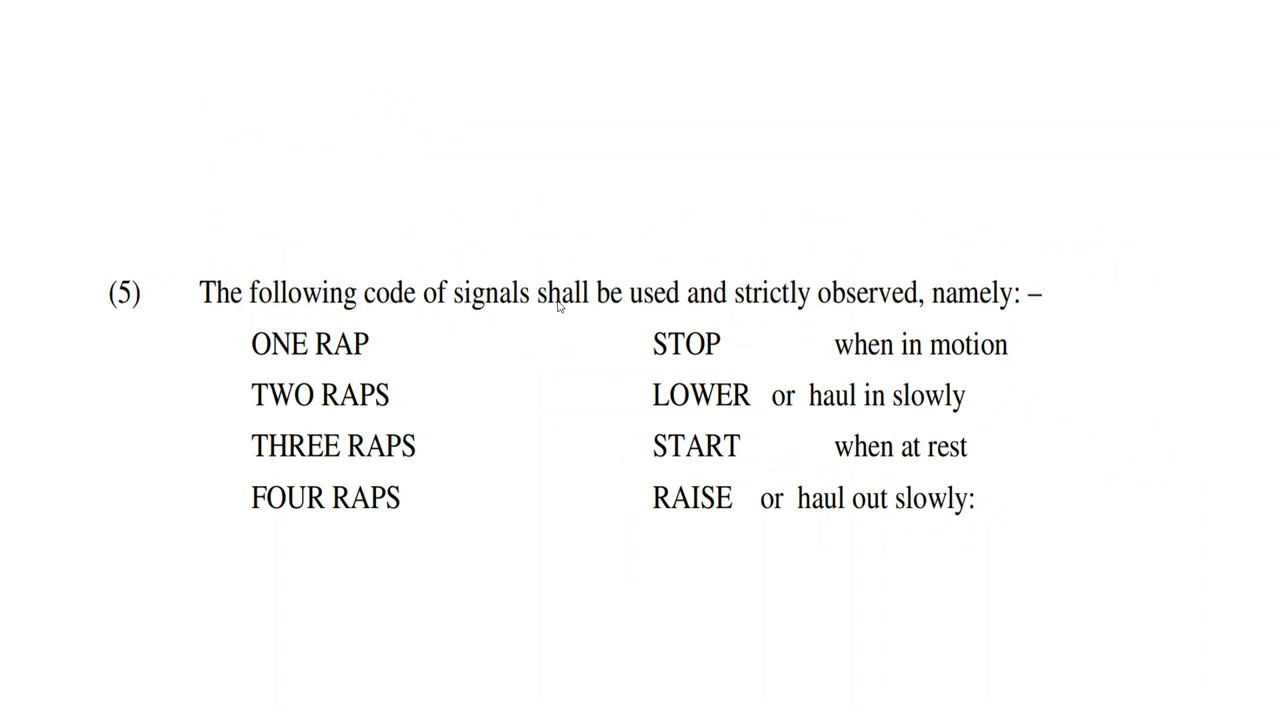 (5) The following code of signals shall be used and strictly observed, namely: –
ONE RAP STOP when in motion
TWO RAPS LOWER or haul in slowly
THREE RAPS START when at rest
FOUR RAPS RAISE or haul out slowly: